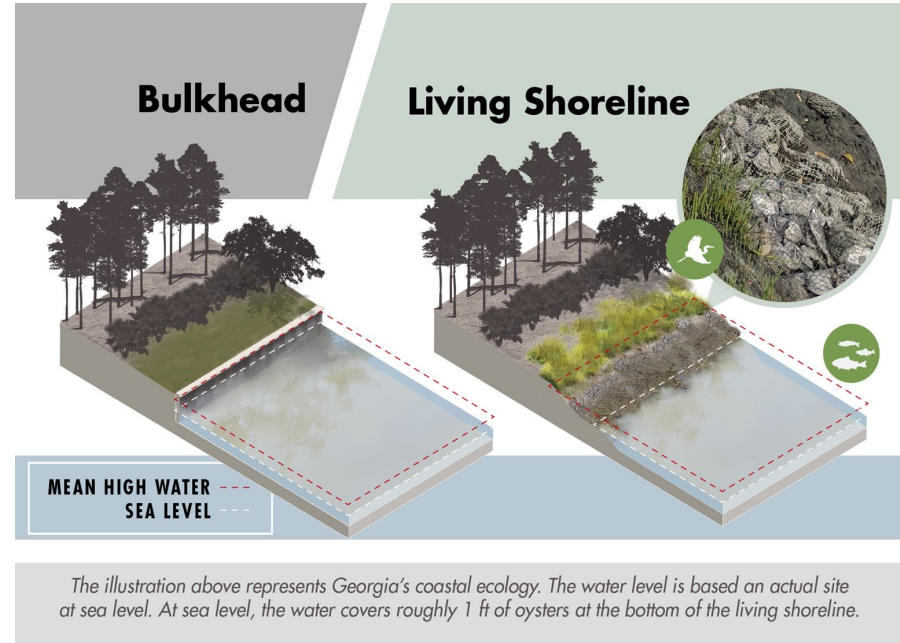 Bulkhead
Living Shoreline
MEAN HIGH WATER
SEA LEVEL
The illustration above represents Georgia's coastal ecology. The water level is based an actual site
at sea level. At sea level, the water covers roughly 1 ft of oysters at the bottom of the living shoreline.